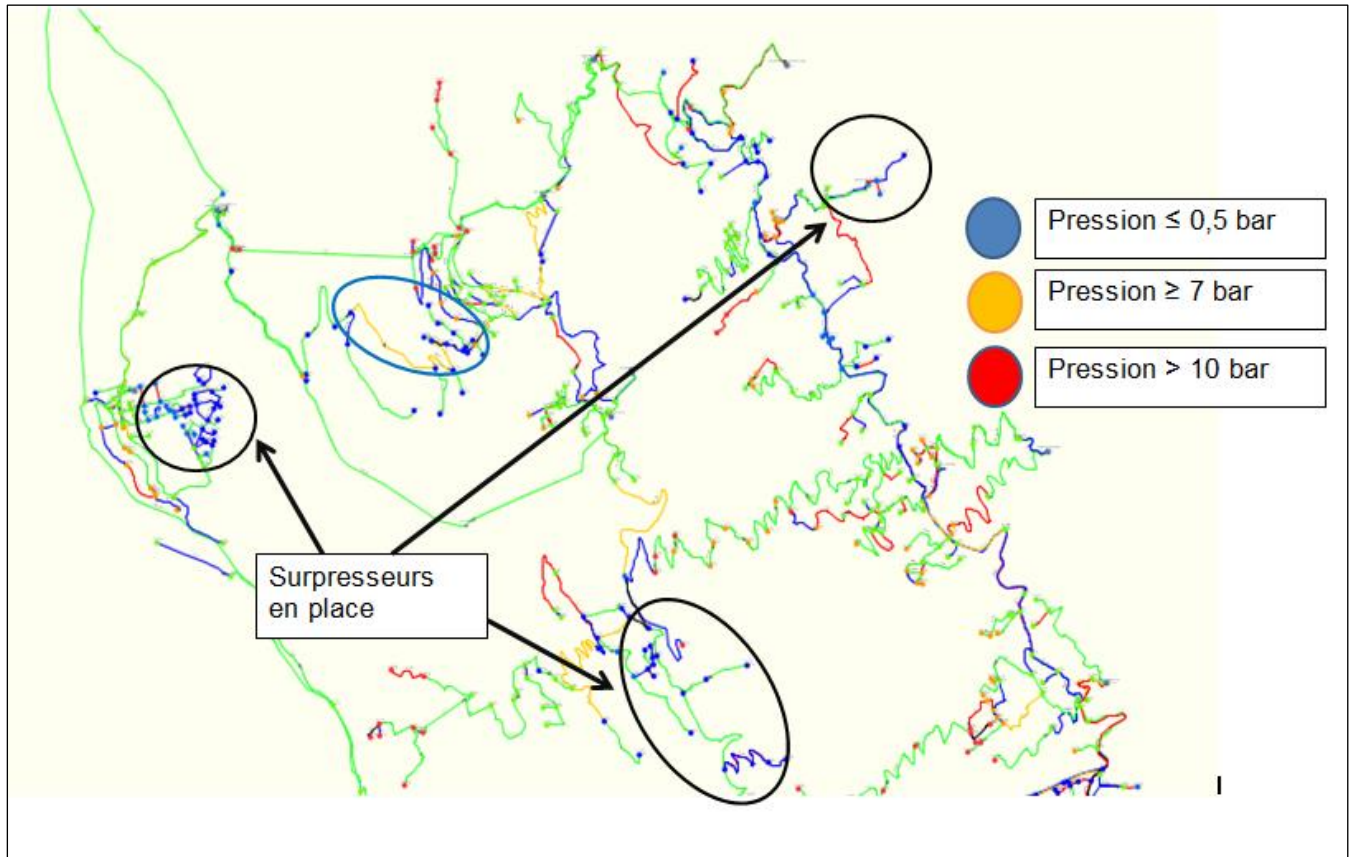 Pression ≤ 0,5 bar
Pression ≥ 7 bar
Pression > 10 bar
Surpresseurs
en place